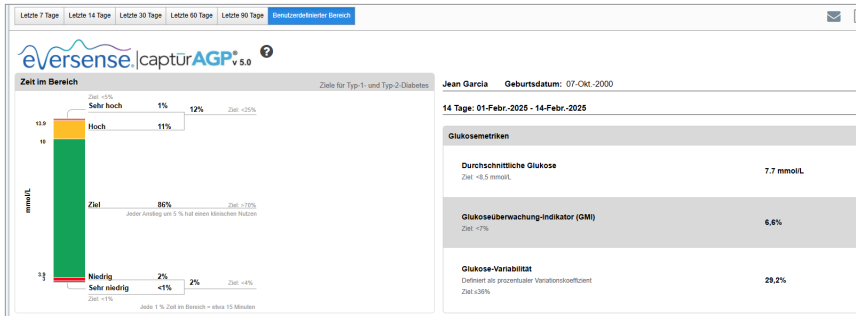 Letzte 7 Tage Letzte 14 Tage Letzte 30 Tage Letzte 60 Tage Letzte 90 Tage Benutzerdefinierter Bereich
eversense. | captūrAGP® v 5.0 ?
Zeit im Bereich Ziele für Typ-1- und Typ-2-Diabetes
Ziel: <5%
Sehr hoch 1%
12% Ziel: <25%
13.9
Hoch 11%
10
mmol/L
Ziel 86% Ziel: >70%
Jeder Anstieg um 5 % hat einen klinischen Nutzen
3.9
Niedrig 2%
3
2% Ziel: <4%
Sehr niedrig <1%
Ziel: <1%
Jede 1 % Zeit im Bereich = etwa 15 Minuten
Jean Garcia Geburtsdatum: 07-Okt.-2000
14 Tage: 01-Febr.-2025 - 14-Febr.-2025
Glukosemetriken
Durchschnittliche Glukose 7.7 mmol/L
Ziel: <8,5 mmol/L
Glukoseüberwachung-Indikator (GMI) 6,6%
Ziel: <7%
Glukose-Variabilität
Definiert als prozentualer Variationskoeffizient 29,2%
Ziel:≤36%